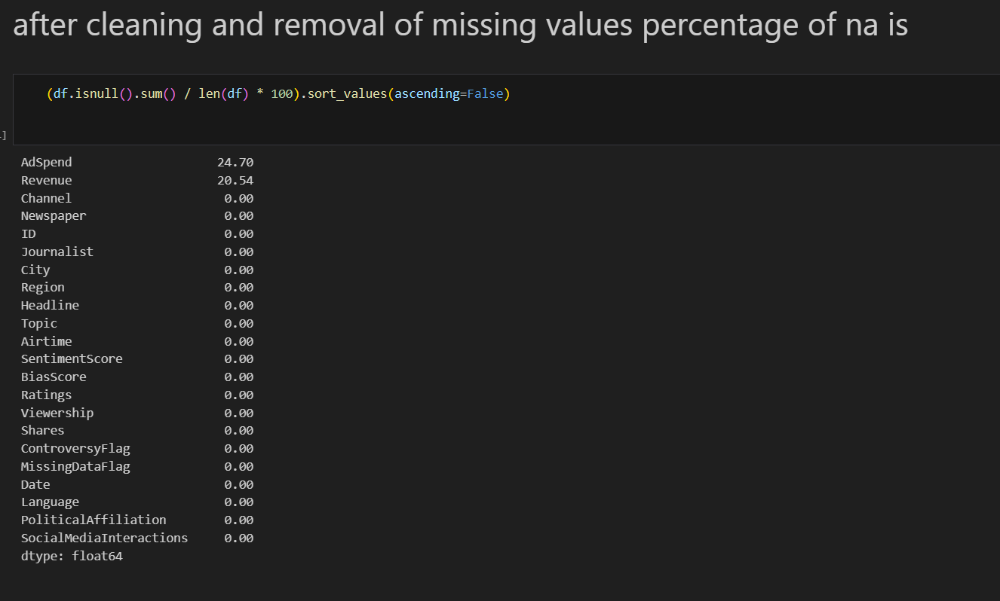 after cleaning and removal of missing values percentage of na is
(df.isnull().sum() / len(df) * 100).sort_values(ascending=False)
]
AdSpend 24.70
Revenue 20.54
Channel 0.00
Newspaper 0.00
ID 0.00
Journalist 0.00
City 0.00
Region 0.00
Headline 0.00
Topic 0.00
Airtime 0.00
SentimentScore 0.00
BiasScore 0.00
Ratings 0.00
Viewership 0.00
Shares 0.00
ControversyFlag 0.00
MissingDataFlag 0.00
Date 0.00
Language 0.00
PoliticalAffiliation 0.00
SocialMediaInteractions 0.00
dtype: float64